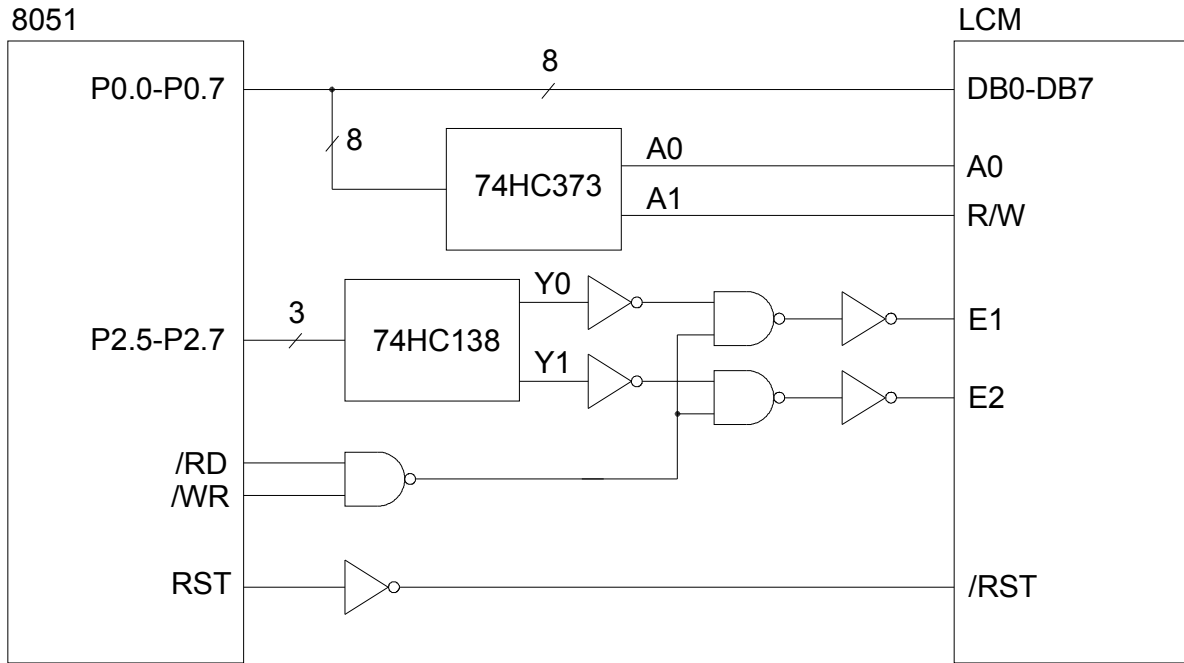 8051
LCM
P0.0-P0.7
8
DB0-DB7
8
74HC373
A0
A0
A1
R/W
P2.5-P2.7
3
74HC138
Y0
E1
Y1
E2
/RD
/WR
RST
/RST